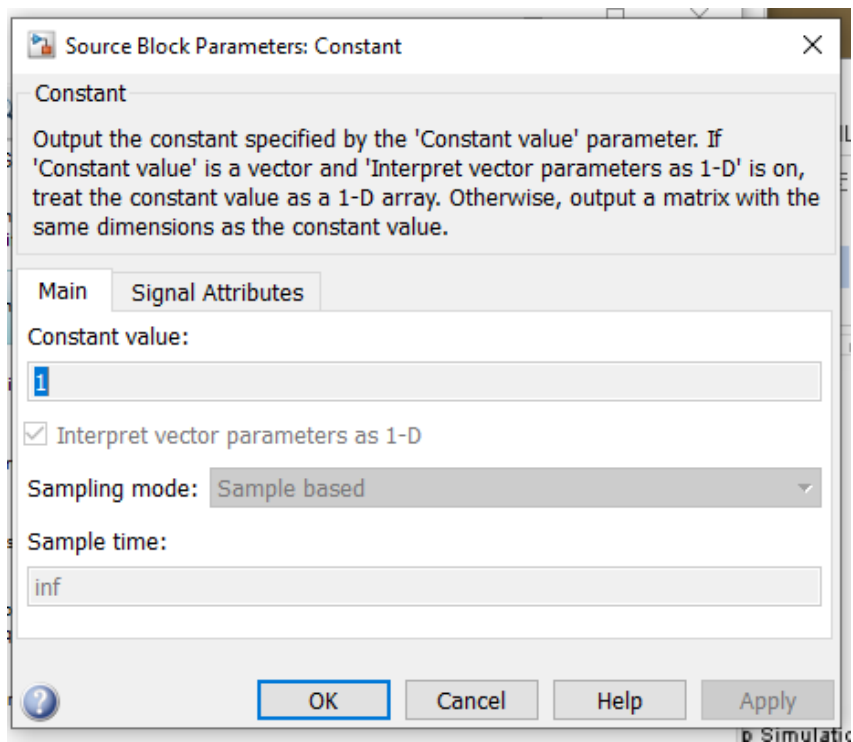 Source Block Parameters: Constant
Constant
Output the constant specified by the 'Constant value' parameter. If
'Constant value' is a vector and 'Interpret vector parameters as 1-D' is on,
treat the constant value as a 1-D array. Otherwise, output a matrix with the
same dimensions as the constant value.
Main Signal Attributes
Constant value:
1
Interpret vector parameters as 1-D
Sampling mode: Sample based
Sample time:
inf
OK Cancel Help Apply